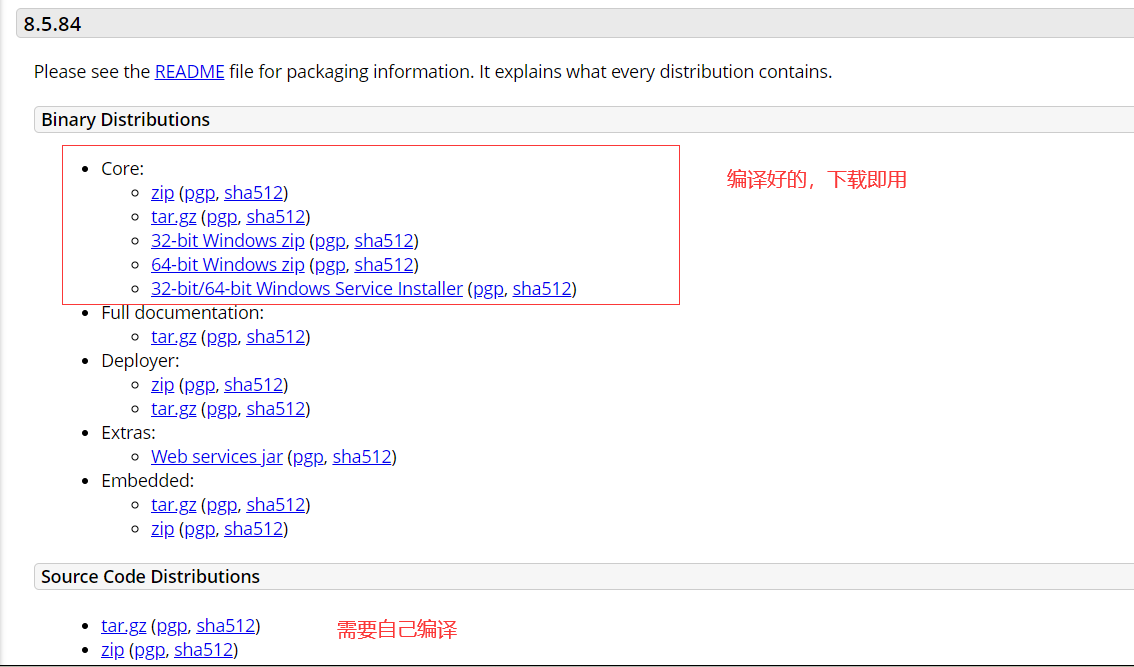 8.5.84
Please see the README file for packaging information. It explains what every distribution contains.
Binary Distributions
Core:
zip (pgp, sha512)
编译好的，下载即用
tar.gz (pgp, sha512)
32-bit Windows zip (pgp, sha512)
64-bit Windows zip (pgp, sha512)
32-bit/64-bit Windows Service Installer (pgp, sha512)
Full documentation:
tar.gz (pgp, sha512)
Deployer:
zip (pgp, sha512)
tar.gz (pgp, sha512)
Extras:
Web services jar (pgp, sha512)
Embedded:
tar.gz (pgp, sha512)
zip (pgp, sha512)
Source Code Distributions
tar.gz (pgp, sha512)
需要自己编译
zip (pgp, sha512)